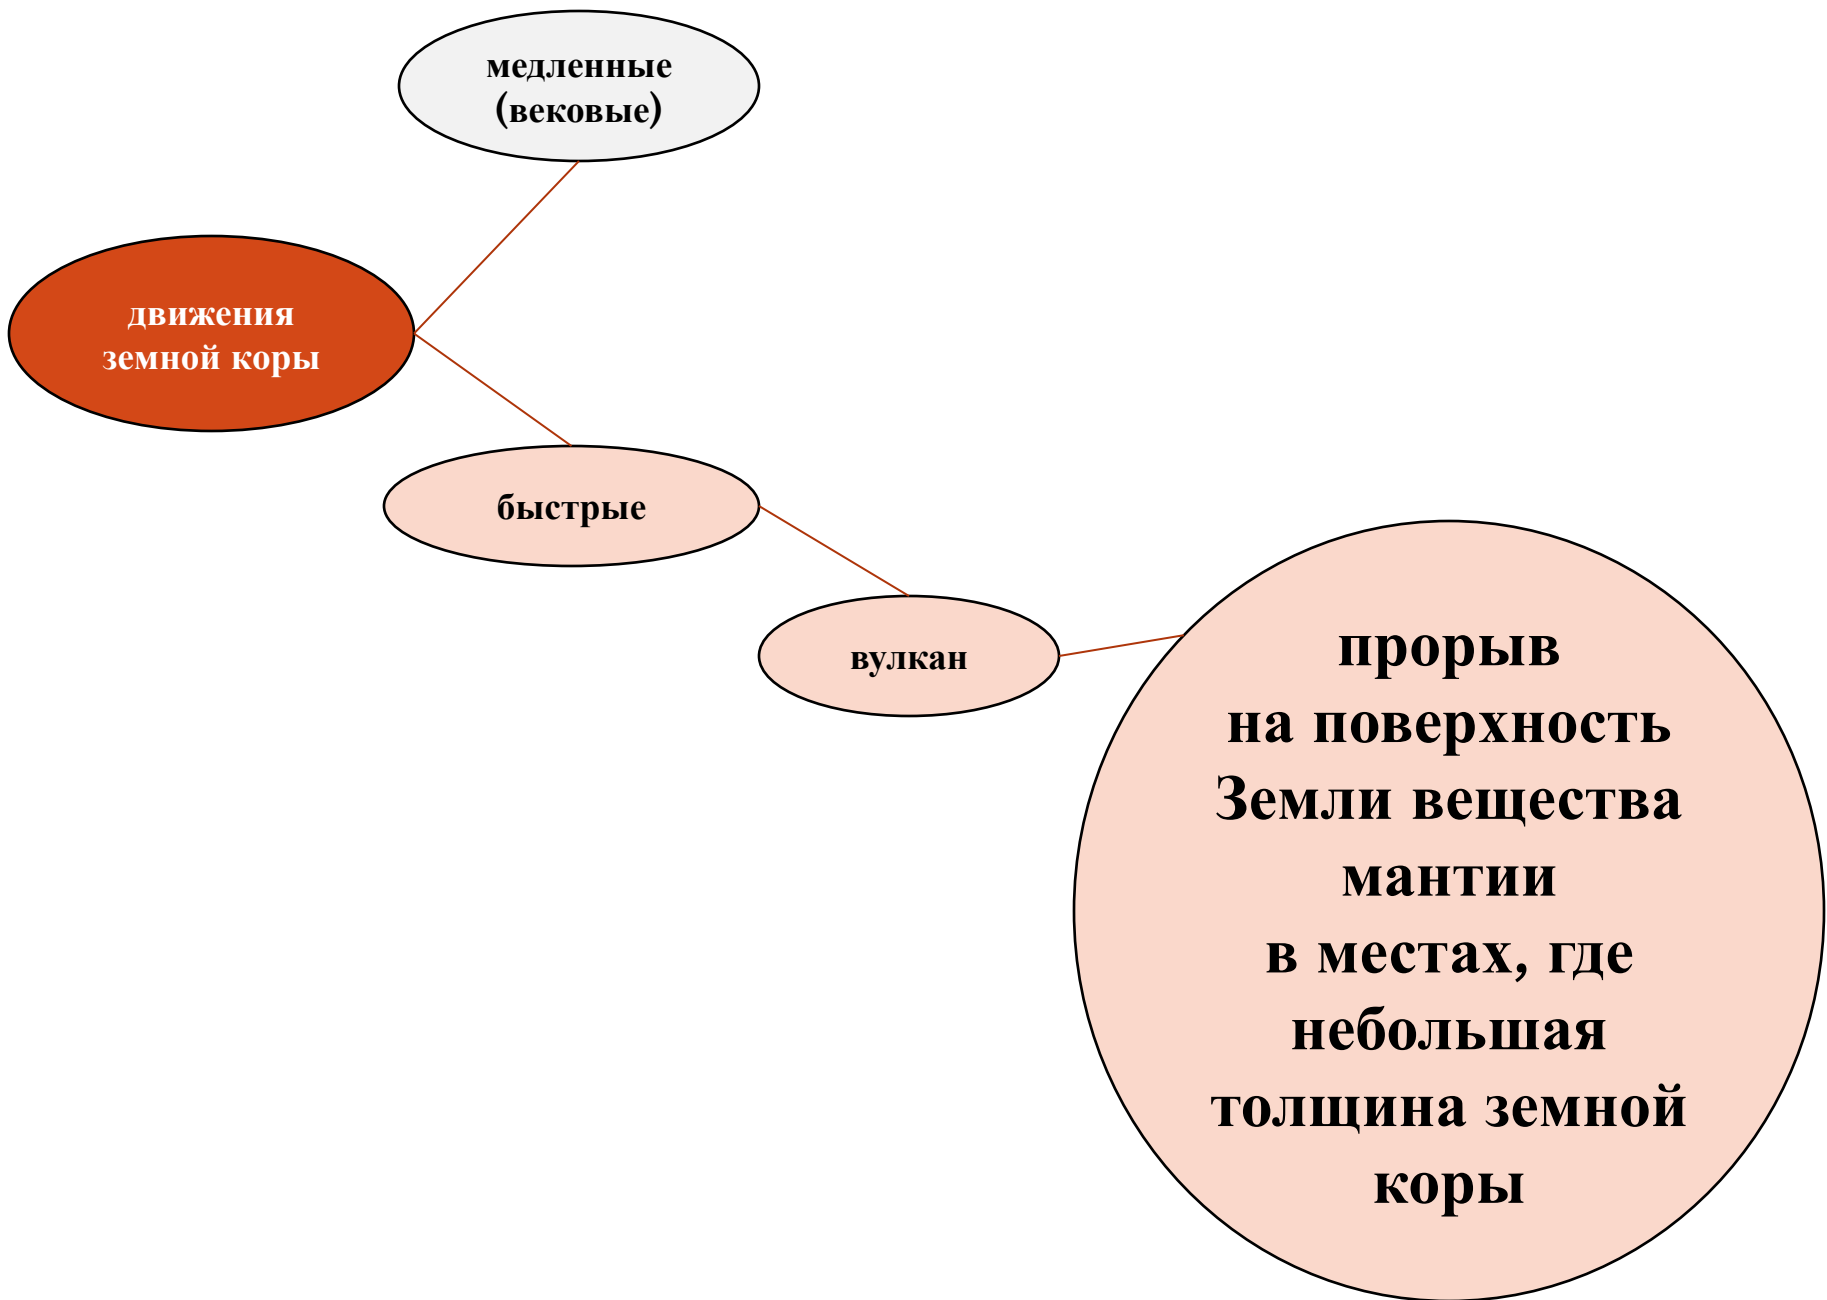 медленные
(вековые)
движения
земной коры
быстрые
вулкан
прорыв
на поверхность
Земли вещества
мантии
в местах, где
небольшая
толщина земной
коры